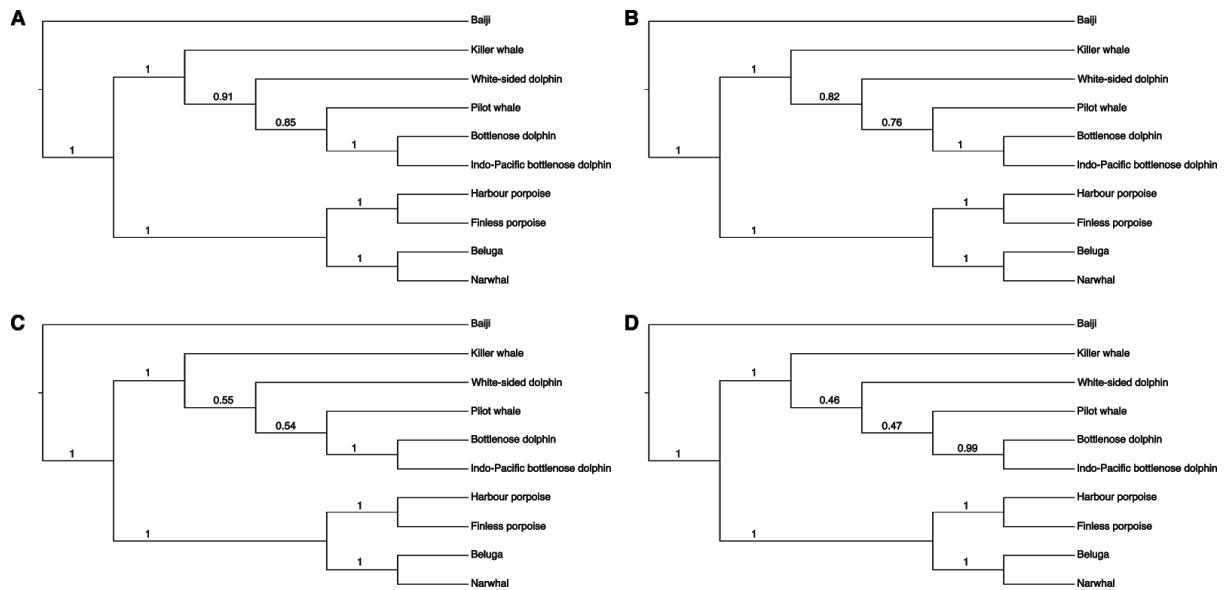 A
Baiji
Killer whale
1
White-sided dolphin
0.91
Pilot whale
0.85
Bottlenose dolphin
1
Indo-Pacific bottlenose dolphin
1
Harbour porpoise
1
Finless porpoise
1
Beluga
1
Narwhal
B
Baiji
Killer whale
1
White-sided dolphin
0.82
Pilot whale
0.76
Bottlenose dolphin
1
Indo-Pacific bottlenose dolphin
1
Harbour porpoise
1
Finless porpoise
1
Beluga
1
Narwhal
C
Baiji
Killer whale
1
White-sided dolphin
0.55
Pilot whale
0.54
Bottlenose dolphin
1
Indo-Pacific bottlenose dolphin
1
Harbour porpoise
1
Finless porpoise
1
Beluga
1
Narwhal
D
Baiji
Killer whale
1
White-sided dolphin
0.46
Pilot whale
0.47
Bottlenose dolphin
0.99
Indo-Pacific bottlenose dolphin
1
Harbour porpoise
1
Finless porpoise
1
Beluga
1
Narwhal